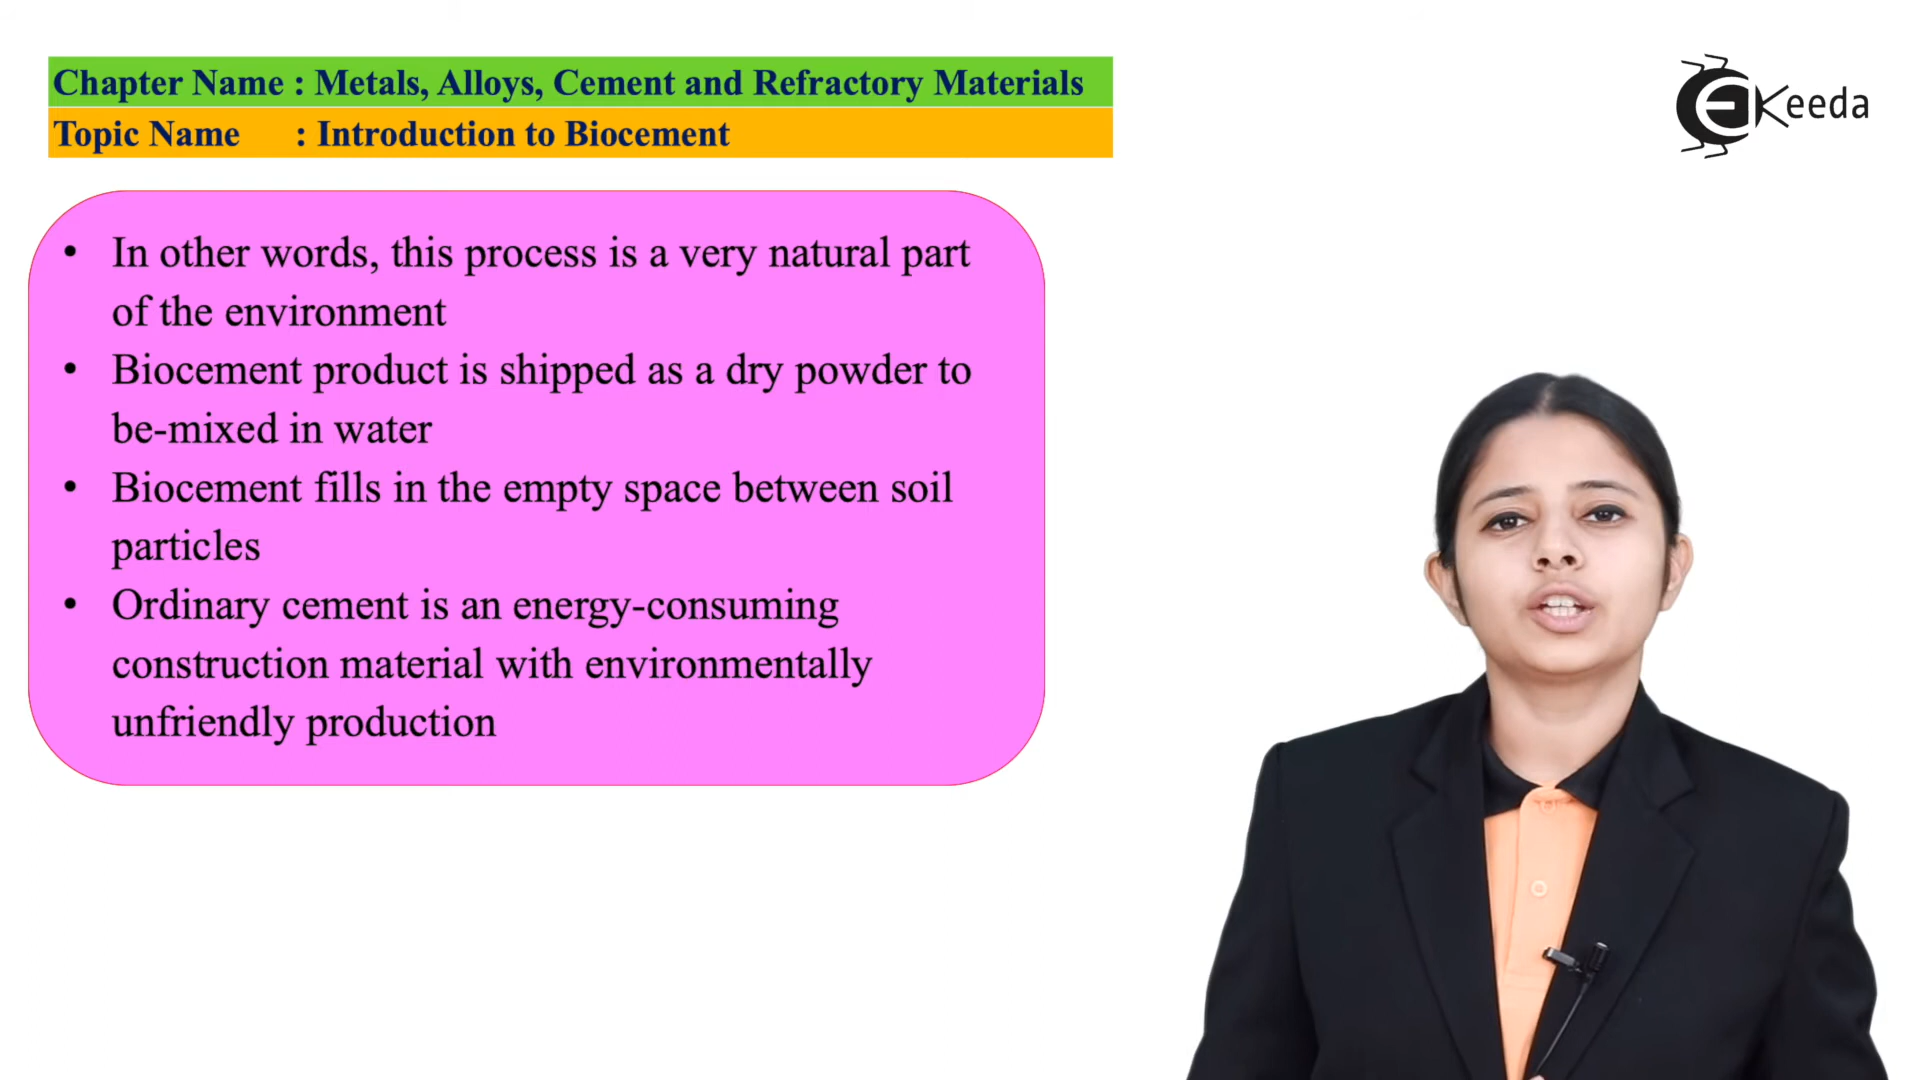 Chapter Name : Metals, Alloys, Cement and Refractory Materials
Topic Name : Introduction to Biocement
Keeda
• In other words, this process is a very natural part
of the environment
• Biocement product is shipped as a dry powder to
be-mixed in water
• Biocement fills in the empty space between soil
particles
• Ordinary cement is an energy-consuming
construction material with environmentally
unfriendly production